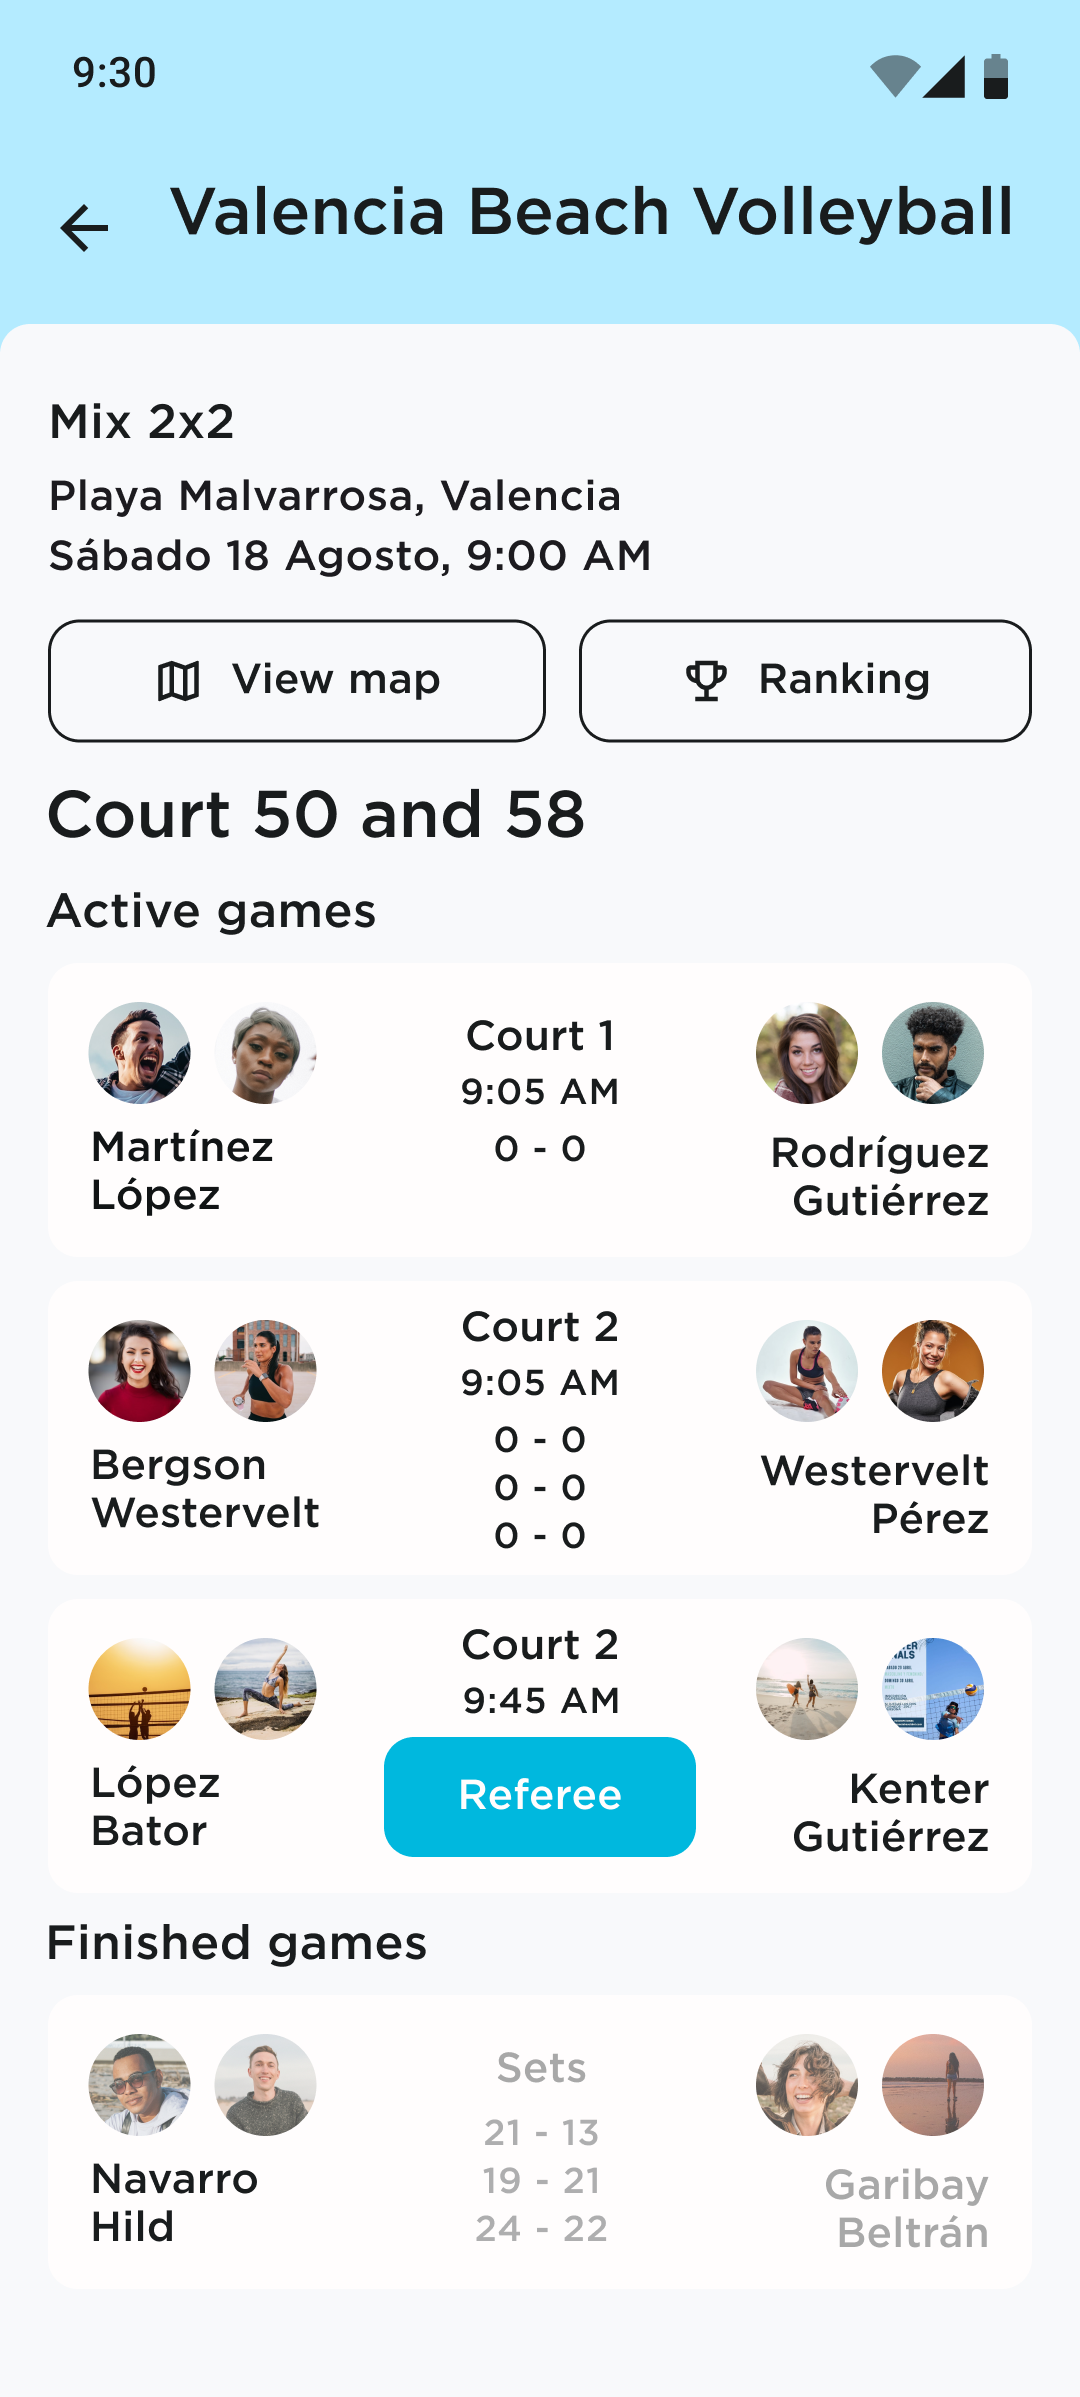 9:30
Valencia Beach Volleyball
Mix 2x2
Playa Malvarrosa, Valencia
Sábado 18 Agosto, 9:00 AM
View map
Ranking
Court 50 and 58
Active games
Court 1
9:05 AM
0 - 0
Martínez
López
Rodríguez
Gutiérrez
Court 2
9:05 AM
0 - 0
0 - 0
0 - 0
Bergson
Westervelt
Westervelt
Pérez
Court 2
9:45 AM
Referee
López
Bator
Kenter
Gutiérrez
Finished games
Sets
21 - 13
19 - 21
24 - 22
Navarro
Hild
Garibay
Beltrán